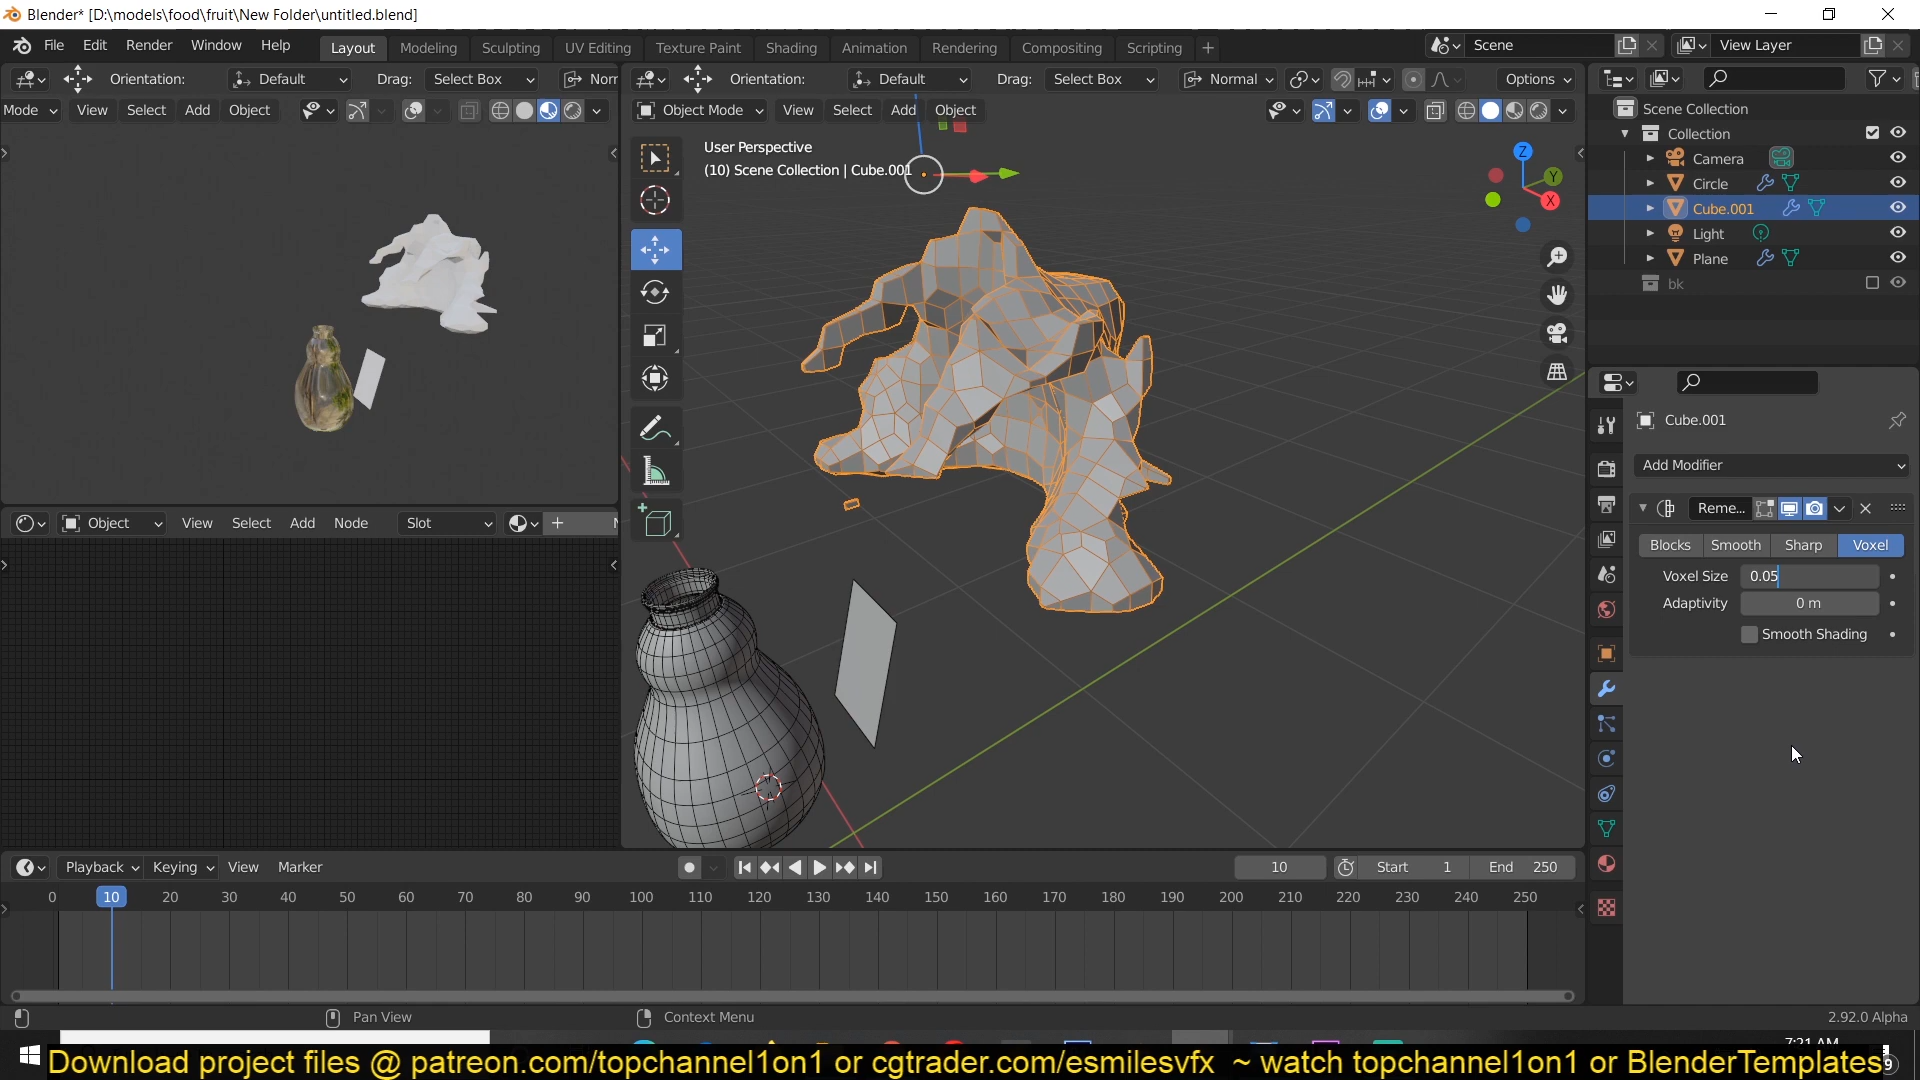 Blender* [D:\models\food\fruit\New Folder\untitled.blend]
File Edit Render Window Help Layout Modeling Sculpting UV Editing Texture Paint Shading Animation Rendering Compositing Scripting + Scene View Layer
Orientation: Default Drag: Select Box Norr Orientation: Default Drag: Select Box Normal Options
Mode View Select Add Object Object Mode View Select Add Object
Scene Collection
Collection
Camera
Circle
Cube.001
Light
Plane
bk
User Perspective
(10) Scene Collection | Cube.001
Z
Y
X
Cube.001
Add Modifier
Reme...
Blocks Smooth Sharp Voxel
Voxel Size 0.05
Adaptivity 0 m
Smooth Shading
Object View Select Add Node Slot
Playback Keying View Marker 10 Start 1 End 250
0 10 20 30 40 50 60 70 80 90 100 110 120 130 140 150 160 170 180 190 200 210 220 230 240 250
Pan View Context Menu 2.92.0 Alpha
7:21 AM
Download project files @ patreon.com/topchannel1on1 or cgtrader.com/esmilesvfx ~ watch topchannel1on1 or BlenderTemplates